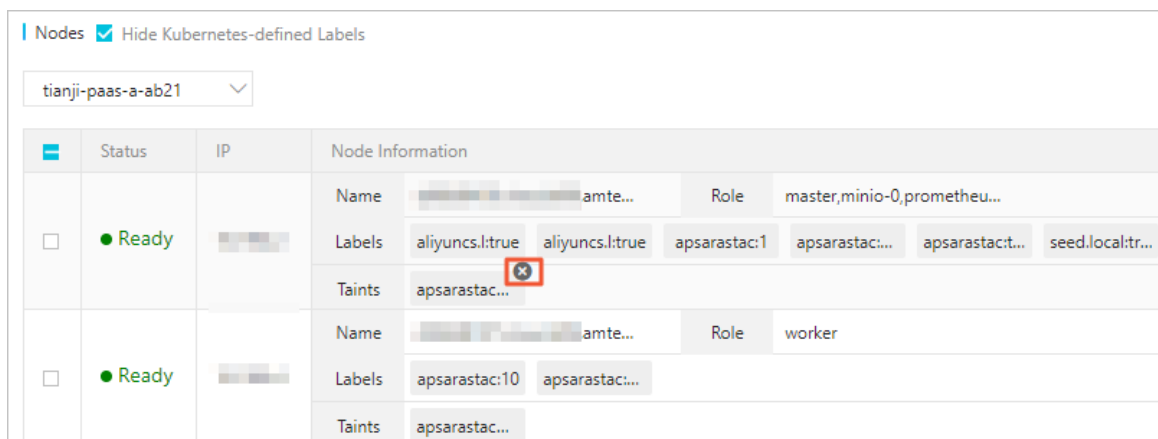 Nodes Hide Kubernetes-defined Labels
tianji-paas-a-ab21
Status IP Node Information
Name amte... Role master,minio-0,prometheu...
Ready
Labels aliyuncs.l:true aliyuncs.l:true apsarastac:1 apsarastac:... apsarastac:t... seed.local:tr...
Taints apsarastac...
Name amte... Role worker
Ready
Labels apsarastac:10 apsarastac:...
Taints apsarastac...